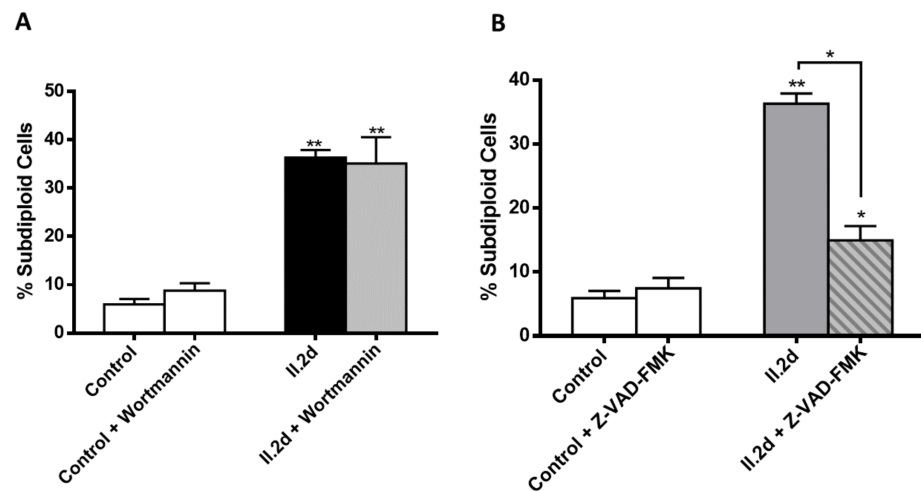 A
% Subdiploid Cells
50
40
30
20
10
0
**
**
Control
Control + Wortmannin
II.2d
II.2d + Wortmannin
B
% Subdiploid Cells
40
30
20
10
0
*
**
*
Control
Control + Z-VAD-FMK
II.2d
II.2d + Z-VAD-FMK